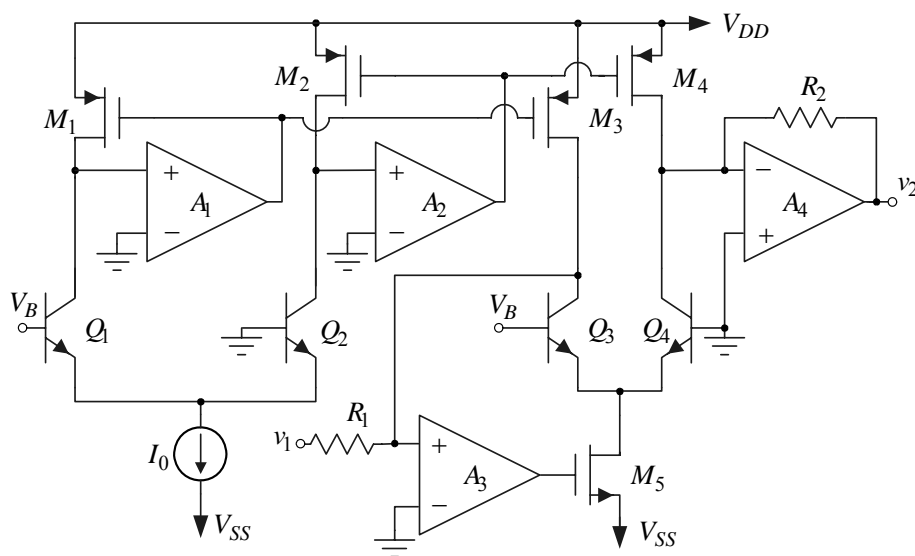 V_DD
M_2
M_4
R_2
M_1
M_3
+
A_1
−
+
A_2
−
−
A_4
+
v_2
V_B
Q_1
Q_2
V_B
Q_3
Q_4
R_1
v_1
I_0
+
A_3
−
M_5
V_SS
V_SS